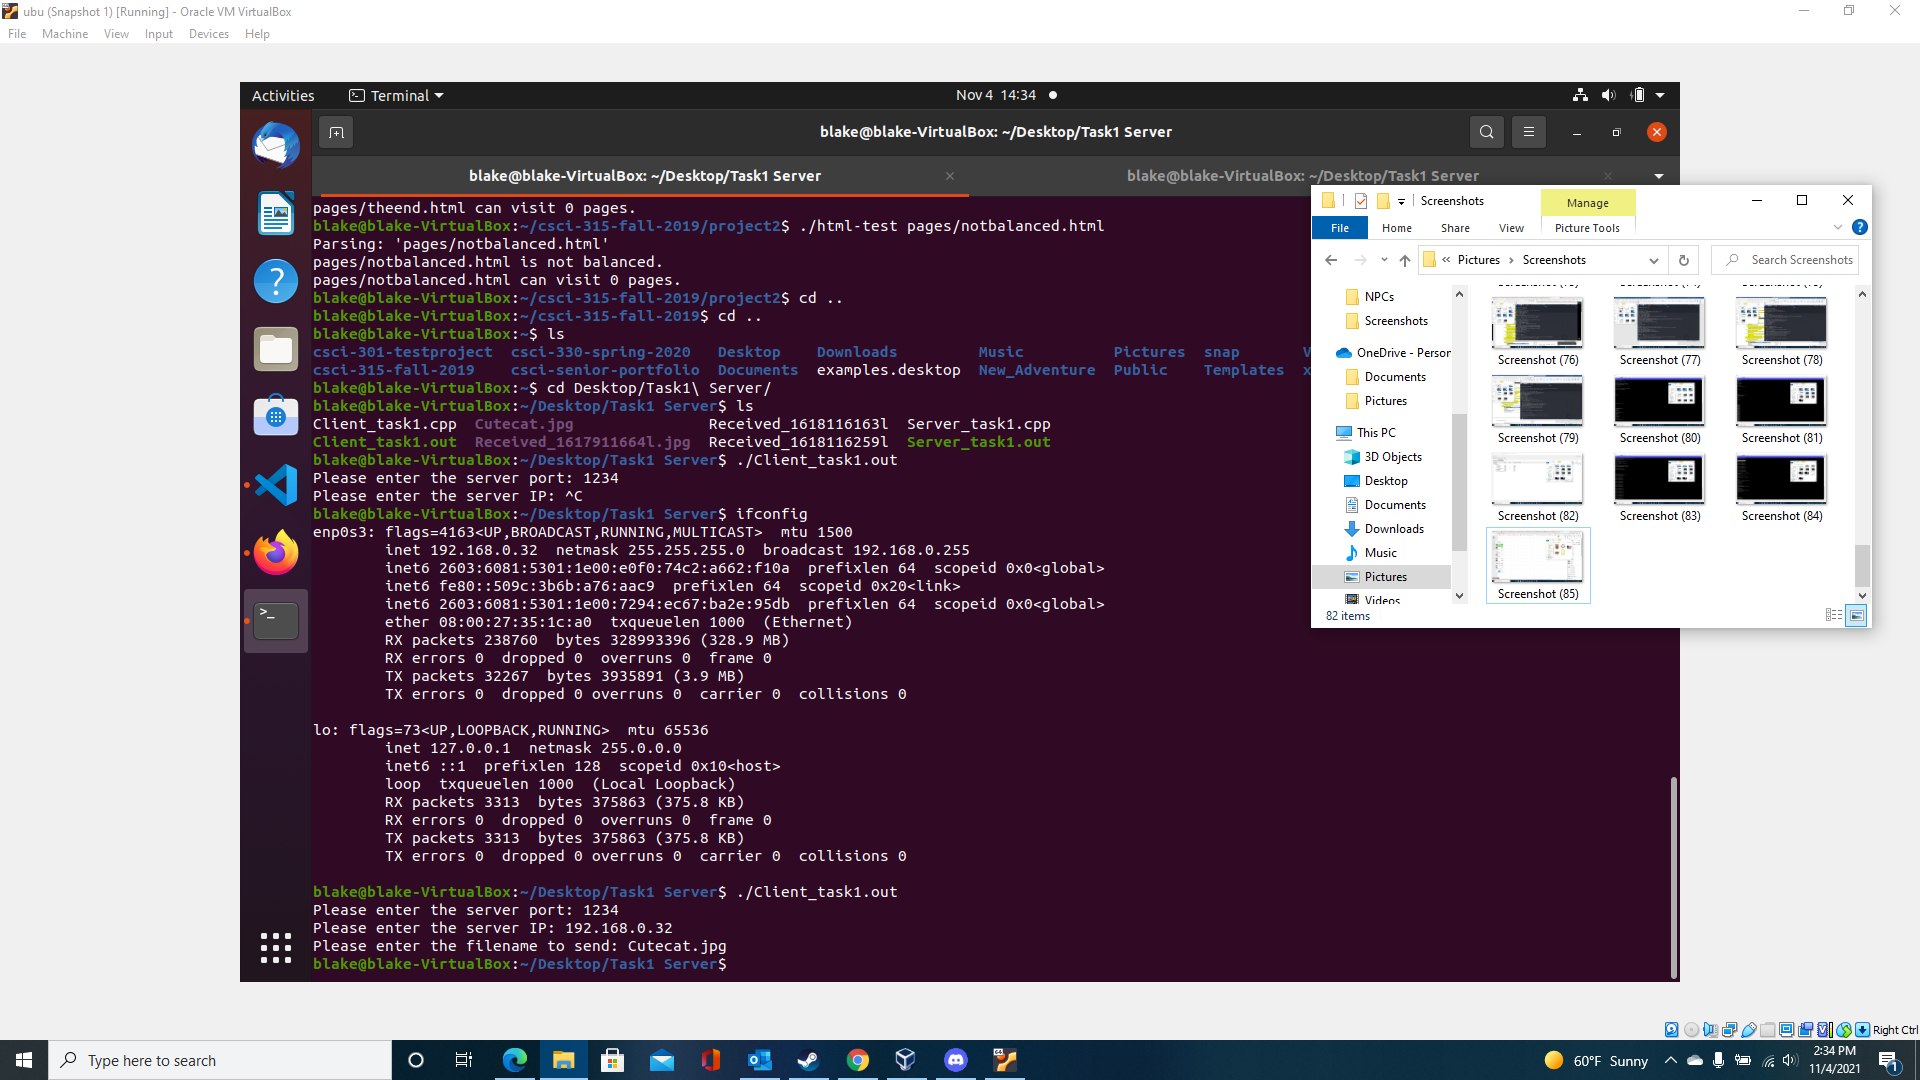 ubu (Snapshot 1) [Running] - Oracle VM VirtualBox
File Machine View Input Devices Help
Activities Terminal Nov 4 14:34
blake@blake-VirtualBox: ~/Desktop/Task1 Server
blake@blake-VirtualBox: ~/Desktop/Task1 Server
blake@blake-VirtualBox: ~/Desktop/Task1 Server
pages/theend.html can visit 0 pages.
blake@blake-VirtualBox:~/csci-315-fall-2019/project2$ ./html-test pages/notbalanced.html
Parsing: 'pages/notbalanced.html'
pages/notbalanced.html is not balanced.
pages/notbalanced.html can visit 0 pages.
blake@blake-VirtualBox:~/csci-315-fall-2019/project2$ cd ..
blake@blake-VirtualBox:~/csci-315-fall-2019$ cd ..
blake@blake-VirtualBox:~$ ls
csci-301-testproject csci-330-spring-2020 Desktop Downloads Music Pictures snap
csci-315-fall-2019 csci-senior-portfolio Documents examples.desktop New_Adventure Public Templates
blake@blake-VirtualBox:~$ cd Desktop/Task1\ Server/
blake@blake-VirtualBox:~/Desktop/Task1 Server$ ls
Client_task1.cpp Cutecat.jpg Received_1618116163l Server_task1.cpp
Client_task1.out Received_1617911664l.jpg Received_1618116259l Server_task1.out
blake@blake-VirtualBox:~/Desktop/Task1 Server$ ./Client_task1.out
Please enter the server port: 1234
Please enter the server IP: ^C
blake@blake-VirtualBox:~/Desktop/Task1 Server$ ifconfig
enp0s3: flags=4163<UP,BROADCAST,RUNNING,MULTICAST> mtu 1500
inet 192.168.0.32 netmask 255.255.255.0 broadcast 192.168.0.255
inet6 2603:6081:5301:1e00:e0f0:74c2:a662:f10a prefixlen 64 scopeid 0x0<global>
inet6 fe80::509c:3b6b:a76:aac9 prefixlen 64 scopeid 0x20<link>
inet6 2603:6081:5301:1e00:7294:ec67:ba2e:95db prefixlen 64 scopeid 0x0<global>
ether 08:00:27:35:1c:a0 txqueuelen 1000 (Ethernet)
RX packets 238760 bytes 328993396 (328.9 MB)
RX errors 0 dropped 0 overruns 0 frame 0
TX packets 32267 bytes 3935891 (3.9 MB)
TX errors 0 dropped 0 overruns 0 carrier 0 collisions 0
lo: flags=73<UP,LOOPBACK,RUNNING> mtu 65536
inet 127.0.0.1 netmask 255.0.0.0
inet6 ::1 prefixlen 128 scopeid 0x10<host>
loop txqueuelen 1000 (Local Loopback)
RX packets 3313 bytes 375863 (375.8 KB)
RX errors 0 dropped 0 overruns 0 frame 0
TX packets 3313 bytes 375863 (375.8 KB)
TX errors 0 dropped 0 overruns 0 carrier 0 collisions 0
blake@blake-VirtualBox:~/Desktop/Task1 Server$ ./Client_task1.out
Please enter the server port: 1234
Please enter the server IP: 192.168.0.32
Please enter the filename to send: Cutecat.jpg
blake@blake-VirtualBox:~/Desktop/Task1 Server$
Manage Screenshots
File Home Share View Picture Tools
« Pictures › Screenshots
Search Screenshots
NPCs
Screenshots
OneDrive - Person
Documents
Pictures
This PC
3D Objects
Desktop
Documents
Downloads
Music
Pictures
Videos
Screenshot (76) Screenshot (77) Screenshot (78)
Screenshot (79) Screenshot (80) Screenshot (81)
Screenshot (82) Screenshot (83) Screenshot (84)
Screenshot (85)
82 items
Right Ctrl
Type here to search
60°F Sunny
2:34 PM
11/4/2021
1